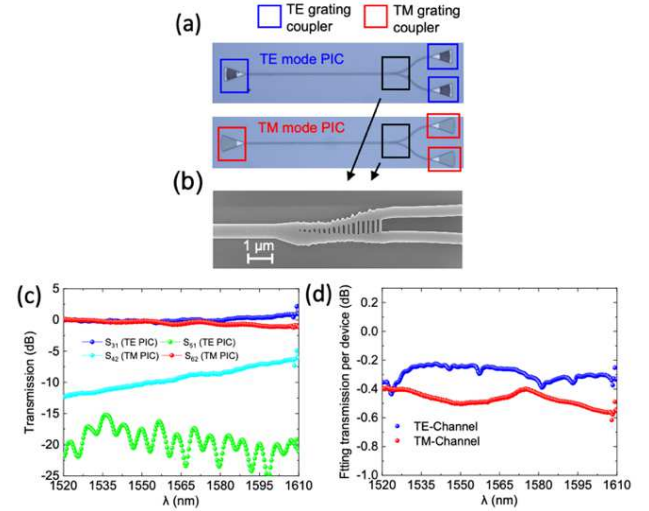 TE grating
coupler
TM grating
coupler
(a)
TE mode PIC
TM mode PIC
(b)
1 μm
(c)
Transmission (dB)
5
0
-5
-10
-15
-20
-25
S31 (TE PIC)
S51 (TE PIC)
S42 (TM PIC)
S62 (TM PIC)
1520 1535 1550 1565 1580 1595 1610
λ (nm)
(d)
Fitting transmission per device (dB)
0.2
0.0
-0.2
-0.4
-0.6
-0.8
-1.0
TE-Channel
TM-Channel
1520 1535 1550 1565 1580 1595 1610
λ (nm)